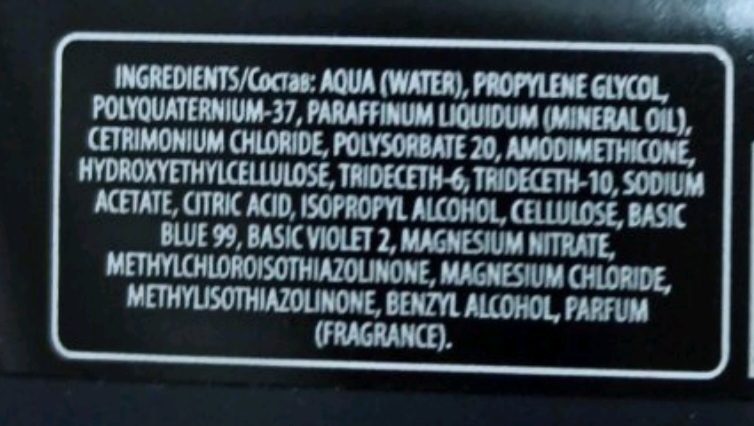 INGREDIENTS/Состав: AQUA (WATER), PROPYLENE GLYCOL,
POLYQUATERNIUM-37, PARAFFINUM LIQUIDUM (MINERAL OIL),
CETRIMONIUM CHLORIDE, POLYSORBATE 20, AMODIMETHICONE,
HYDROXYETHYLCELLULOSE, TRIDECETH-6, TRIDECETH-10, SODIUM
ACETATE, CITRIC ACID, ISOPROPYL ALCOHOL, CELLULOSE, BASIC
BLUE 99, BASIC VIOLET 2, MAGNESIUM NITRATE,
METHYLCHLOROISOTHIAZOLINONE, MAGNESIUM CHLORIDE,
METHYLISOTHIAZOLINONE, BENZYL ALCOHOL, PARFUM
(FRAGRANCE).